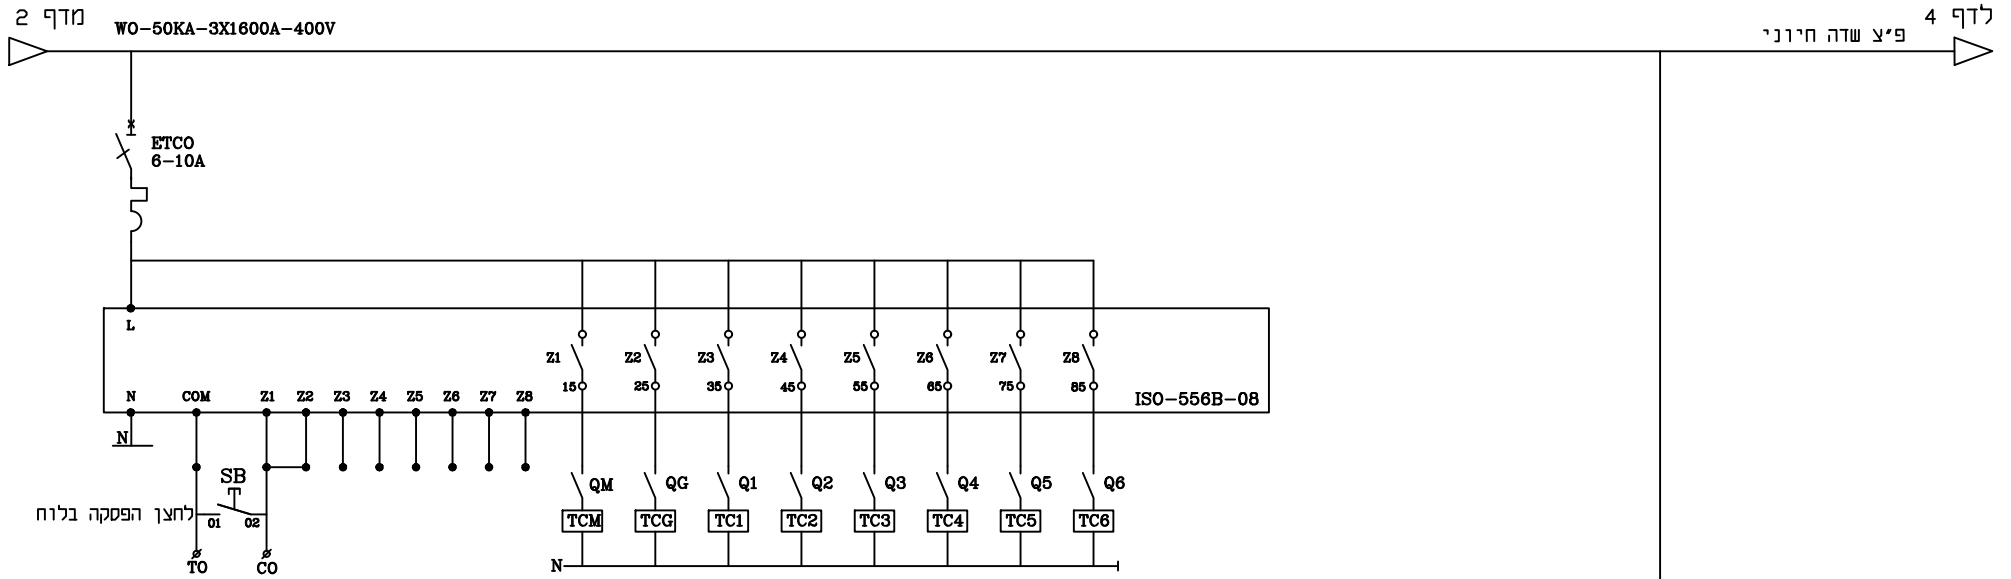 מדף 2
WO-50KA-3X1600A-400V
לדף 4
פ״צ שדה חיוני
ETCO
6-10A
L
Z1 Z2 Z3 Z4 Z5 Z6 Z7 Z8
15 25 35 45 55 65 75 85
N COM Z1 Z2 Z3 Z4 Z5 Z6 Z7 Z8
ISO-556B-08
N
SB
QM QG Q1 Q2 Q3 Q4 Q5 Q6
לחצן הפסקה בלוח
01 02
TCM TCG TC1 TC2 TC3 TC4 TC5 TC6
TO CO
N